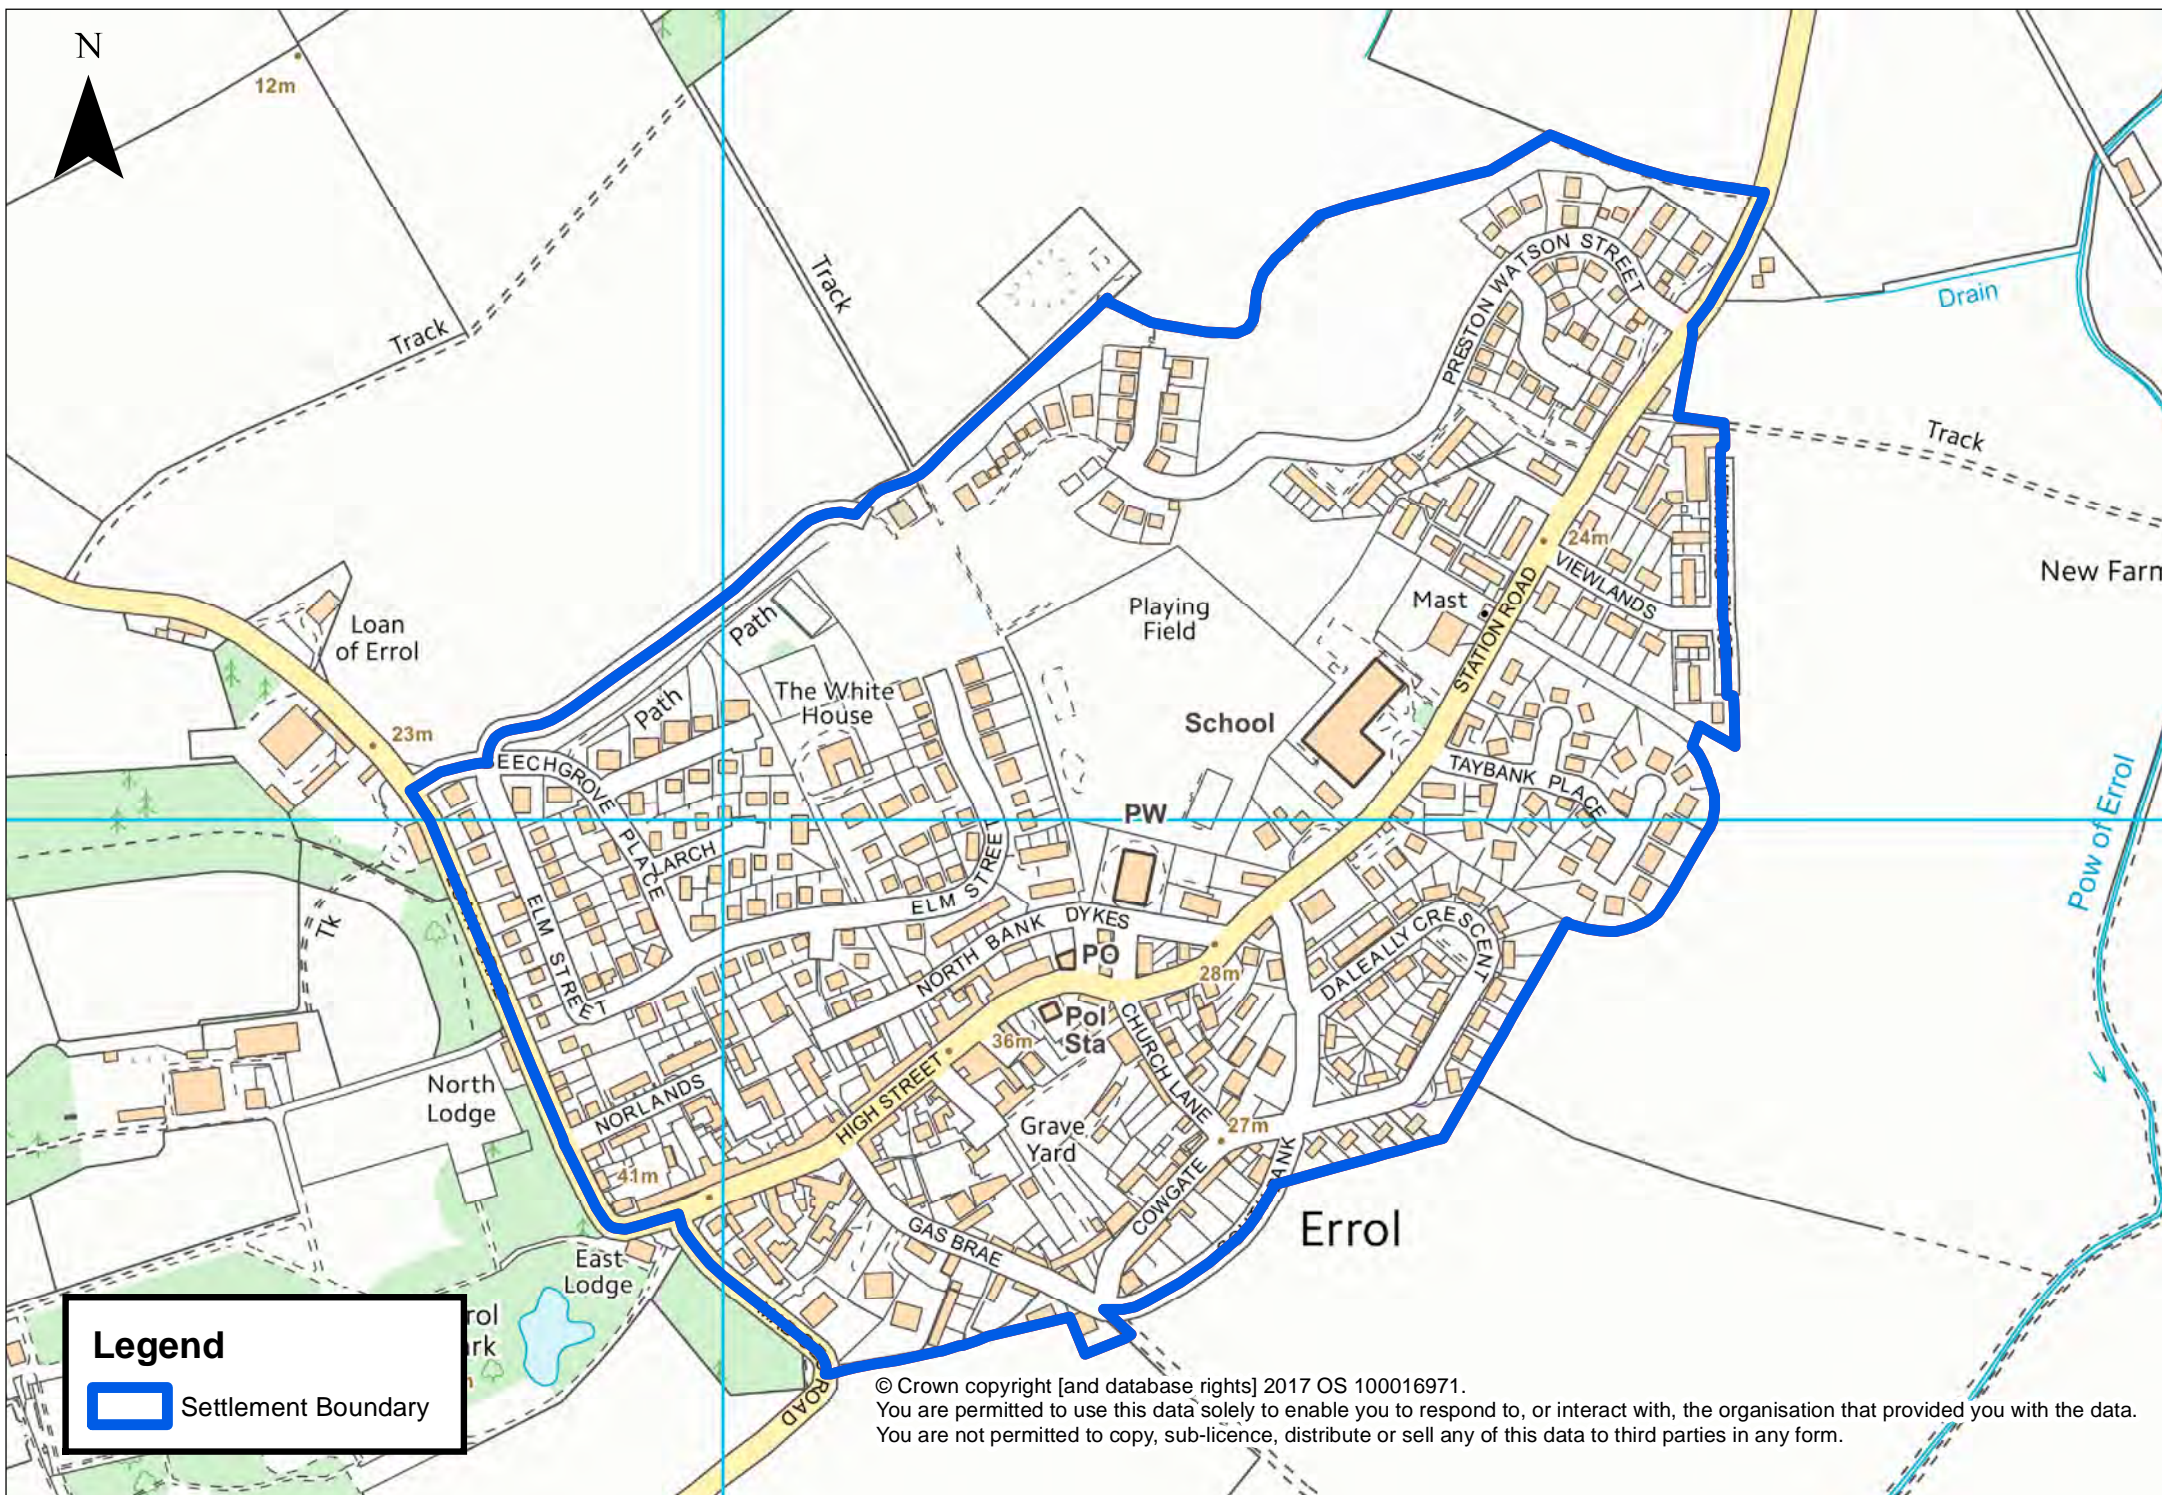 N
12m
Track
Track
PRESTON WATSON STREET
Drain
Track
24m
VIEWLANDS
New Farm
Loan
of Errol
Path
Playing
Field
Mast
STATION ROAD
Path
The White
House
School
23m
EECHGROVE PLACE
TAYBANK PLACE
PW
LARCH
Power of Errol
ELM STREET
ELM STREET
Tk
NORTH BANK DYKES
PO
28m
DALEALLY CRESCENT
Pol
Sta
36m
CHURCH LANE
North
Lodge
NORLANDS
HIGH STREET
Grave
Yard
27m
41m
COWGATE
GAS BRAE
Errol
East
Lodge
ROAD
Legend
Settlement Boundary
© Crown copyright [and database rights] 2017 OS 100016971.
You are permitted to use this data solely to enable you to respond to, or interact with, the organisation that provided you with the data.
You are not permitted to copy, sub-licence, distribute or sell any of this data to third parties in any form.